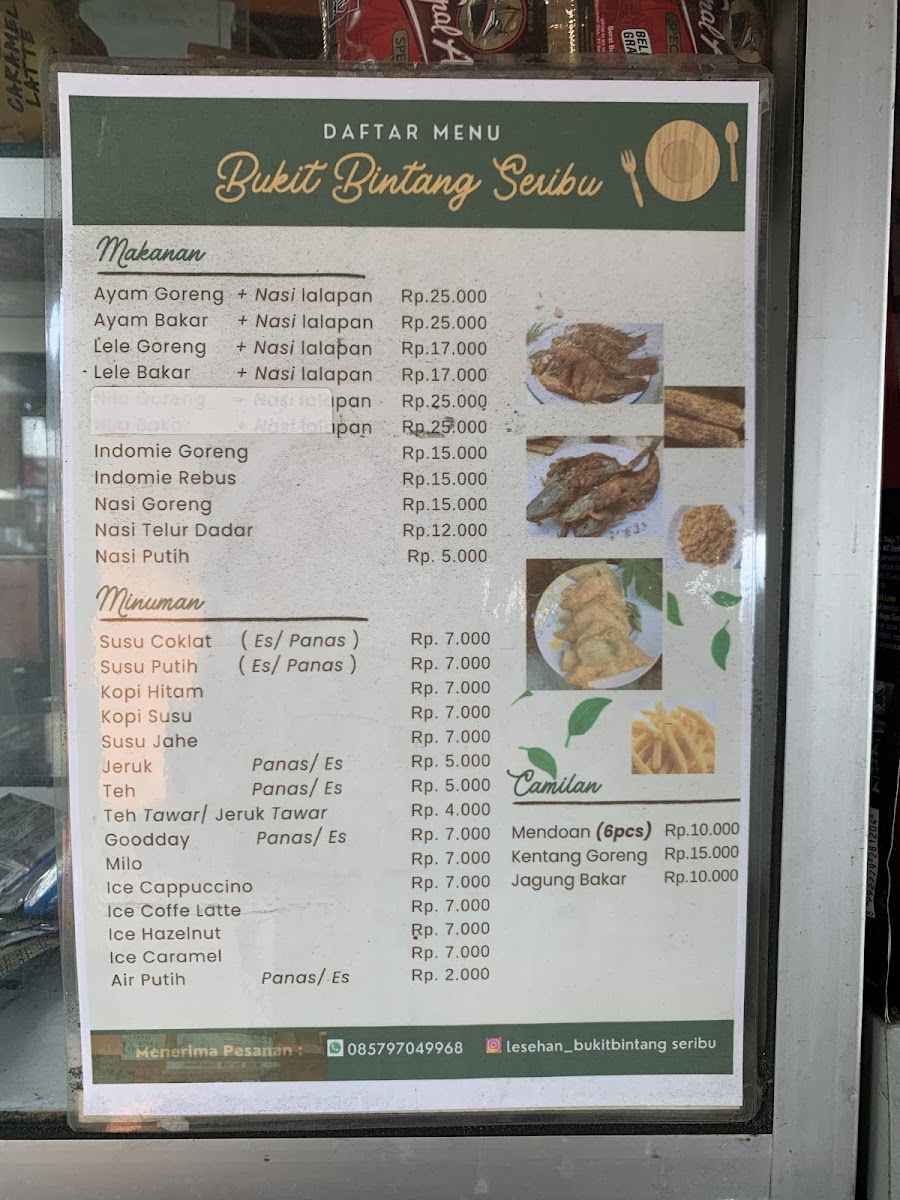 CARAMEL
LATTE
DAFTAR MENU
Bukit Bintang Seribu
Makanan
Ayam Goreng + Nasi lalapan Rp.25.000
Ayam Bakar + Nasi lalapan Rp.25.000
Lele Goreng + Nasi lalapan Rp.17.000
Lele Bakar + Nasi lalapan Rp.17.000
Nila Goreng + Nasi lalapan Rp.25.000
Nila Bakar + Nasi lalapan Rp.25.000
Indomie Goreng Rp.15.000
Indomie Rebus Rp.15.000
Nasi Goreng Rp.15.000
Nasi Telur Dadar Rp.12.000
Nasi Putih Rp. 5.000
Minuman
Susu Coklat ( Es/ Panas ) Rp. 7.000
Susu Putih ( Es/ Panas ) Rp. 7.000
Kopi Hitam Rp. 7.000
Kopi Susu Rp. 7.000
Susu Jahe Rp. 7.000
Jeruk Panas/ Es Rp. 5.000
Teh Panas/ Es Rp. 5.000
Teh Tawar/ Jeruk Tawar Rp. 4.000
Goodday Panas/ Es Rp. 7.000
Milo Rp. 7.000
Ice Cappuccino Rp. 7.000
Ice Coffe Latte Rp. 7.000
Ice Hazelnut Rp. 7.000
Ice Caramel Rp. 7.000
Air Putih Panas/ Es Rp. 2.000
Camilan
Mendoan (6pcs) Rp.10.000
Kentang Goreng Rp.15.000
Jagung Bakar Rp.10.000
Menerima Pesanan : 085797049968 lesehan_bukitbintang seribu